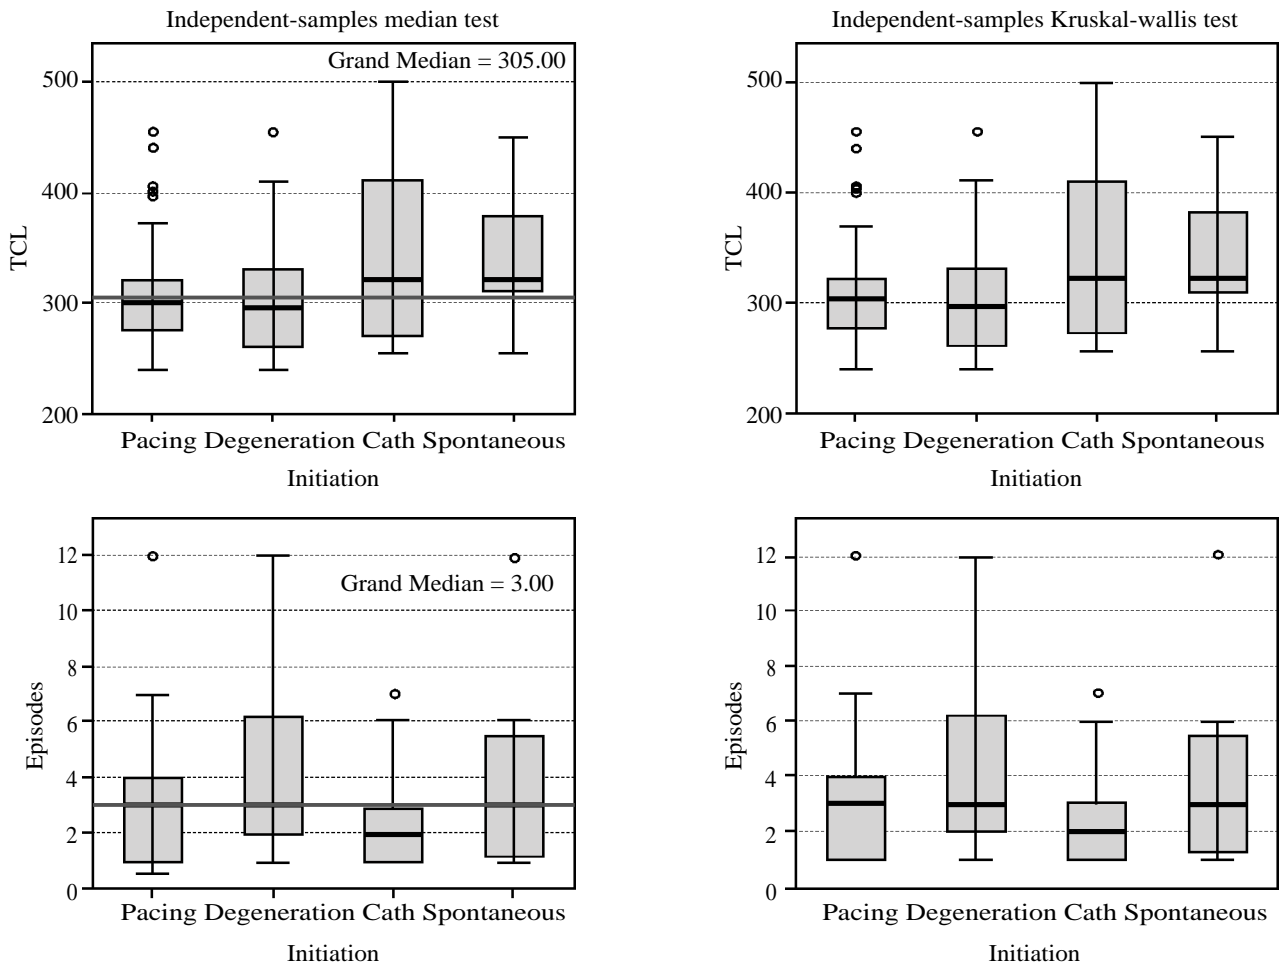 Independent-samples median test
Grand Median = 305.00
500
400
300
200
TCL
Pacing Degeneration Cath Spontaneous
Initiation
Independent-samples Kruskal-wallis test
500
400
300
200
TCL
Pacing Degeneration Cath Spontaneous
Initiation
Grand Median = 3.00
12
10
8
6
4
2
0
Episodes
Pacing Degeneration Cath Spontaneous
Initiation
12
10
8
6
4
2
0
Episodes
Pacing Degeneration Cath Spontaneous
Initiation